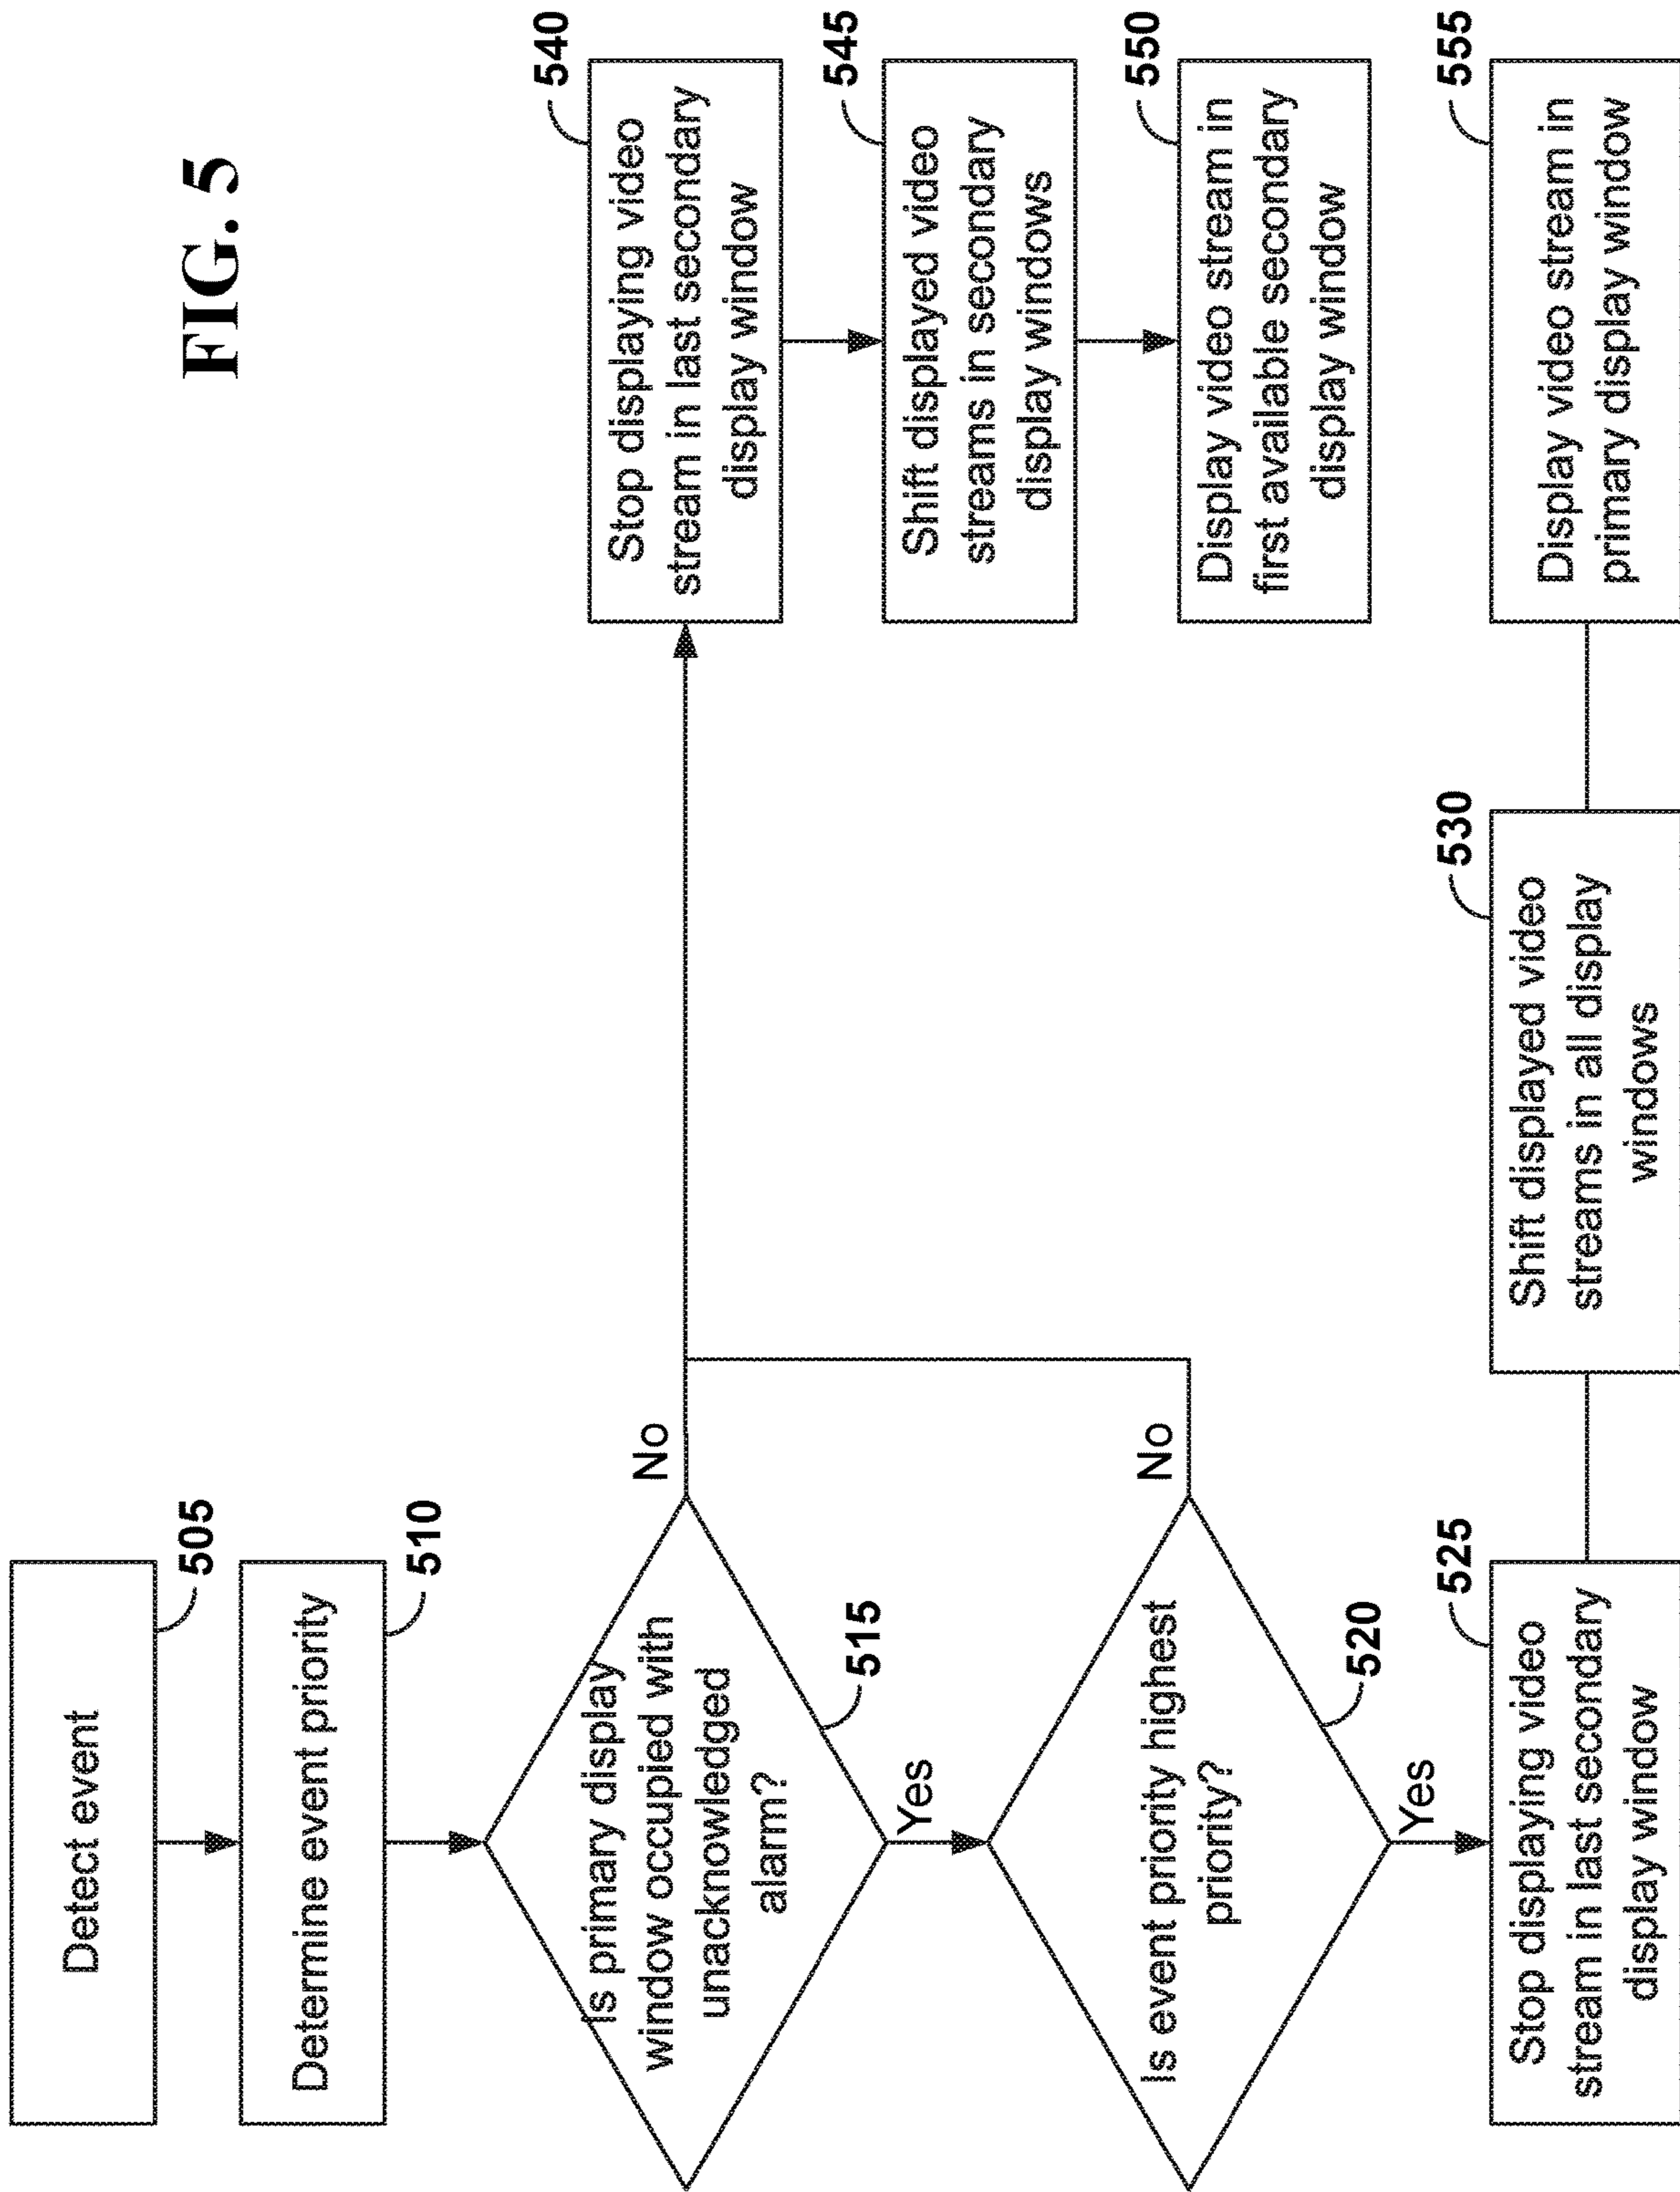 FIG. 5
Detect event
505
Determine event priority
510
Is primary display
window occupied with
unacknowledged
alarm?
515
No
Yes
Is event priority highest
priority?
520
No
Yes
Stop displaying video
stream in last secondary
display window
525
Shift displayed video
streams in all display
windows
530
Stop displaying video
stream in last secondary
display window
540
Shift displayed video
streams in secondary
display windows
545
Display video stream in
first available secondary
display window
550
Display video stream in
primary display window
555